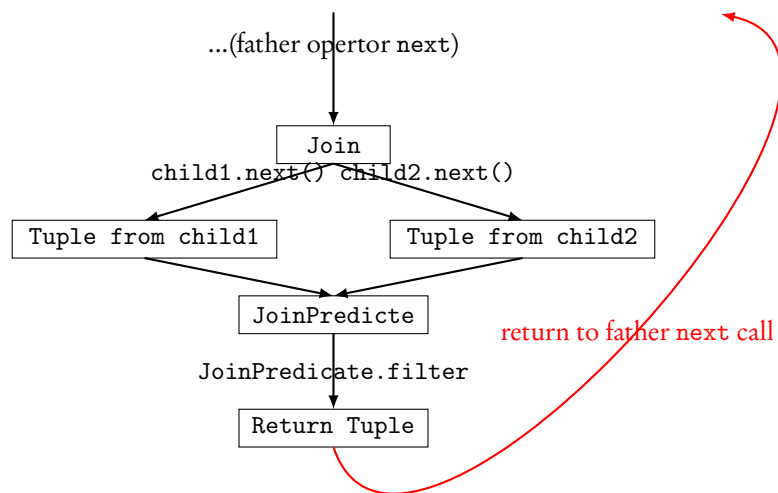 ...(father opertor next)
Join
child1.next() child2.next()
Tuple from child1
Tuple from child2
JoinPredicte
return to father next call
JoinPredicate.filter
Return Tuple